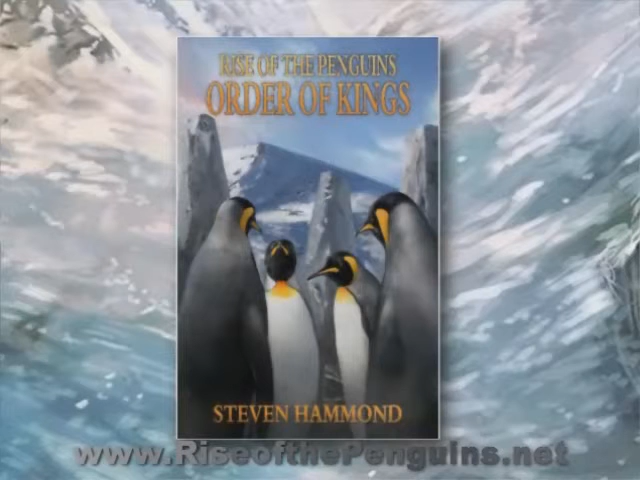 RISE OF THE PENGUINS
ORDER OF KINGS
STEVEN HAMMOND
www.RiseofthePenguins.net